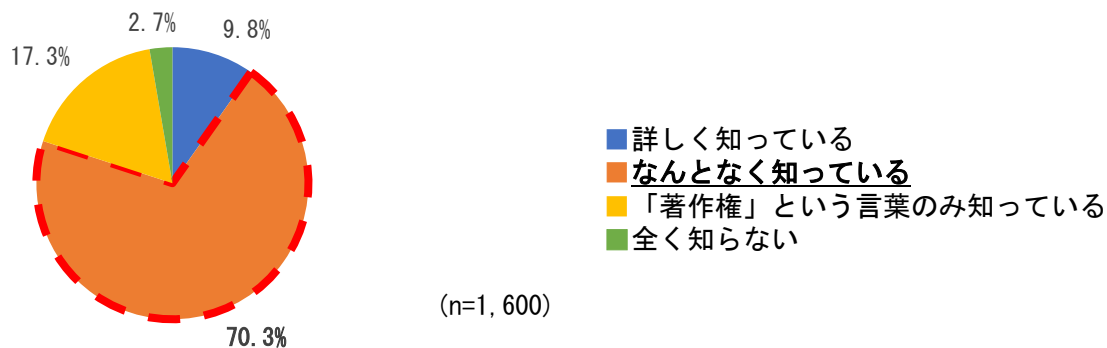 2.7%
9.8%
17.3%
詳しく知っている
なんとなく知っている
「著作権」という言葉のみ知っている
全く知らない
(n=1,600)
70.3%